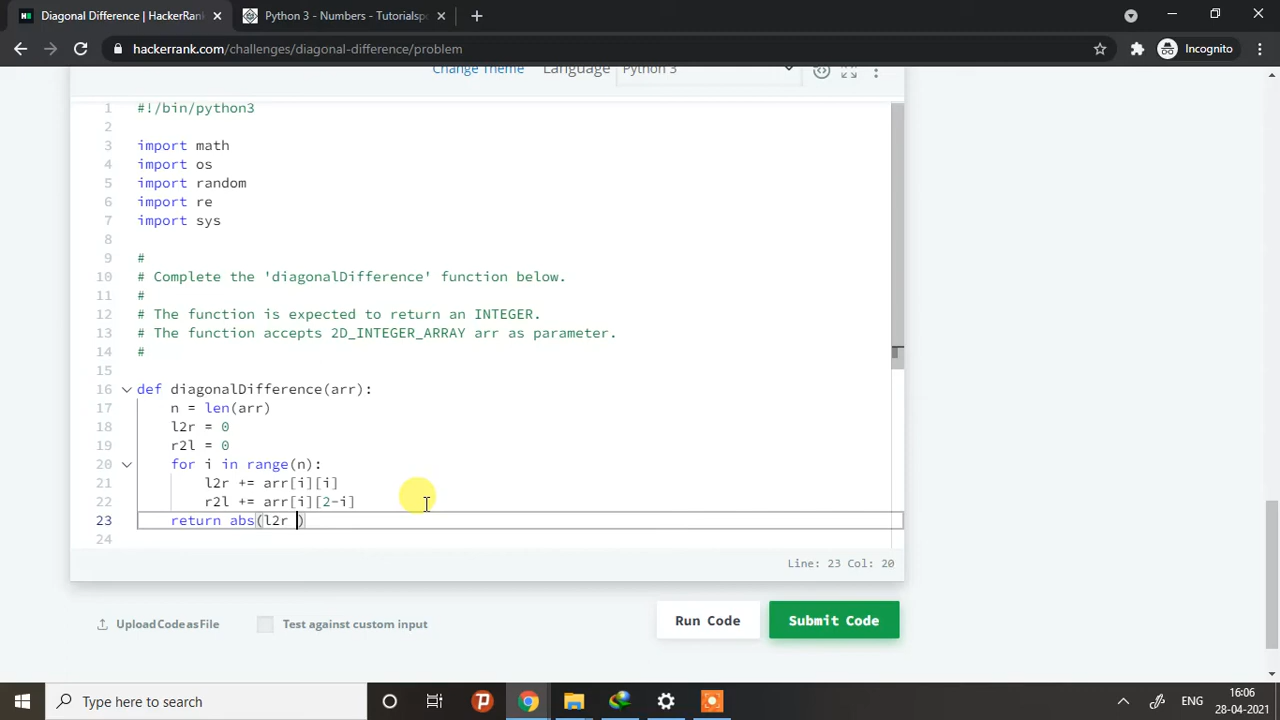 Diagonal Difference | HackerRank
Python 3 - Numbers - Tutorialspo
hackerrank.com/challenges/diagonal-difference/problem
Incognito
Change Theme Language Python 3
1 #!/bin/python3
2
3 import math
4 import os
5 import random
6 import re
7 import sys
8
9 #
10 # Complete the 'diagonalDifference' function below.
11 #
12 # The function is expected to return an INTEGER.
13 # The function accepts 2D_INTEGER_ARRAY arr as parameter.
14 #
15
16 def diagonalDifference(arr):
17 n = len(arr)
18 l2r = 0
19 r2l = 0
20 for i in range(n):
21 l2r += arr[i][i]
22 r2l += arr[i][2-i]
23 return abs(l2r )
24
Line: 23 Col: 20
Upload Code as File
Test against custom input
Run Code
Submit Code
Type here to search
ENG
16:06
28-04-2021